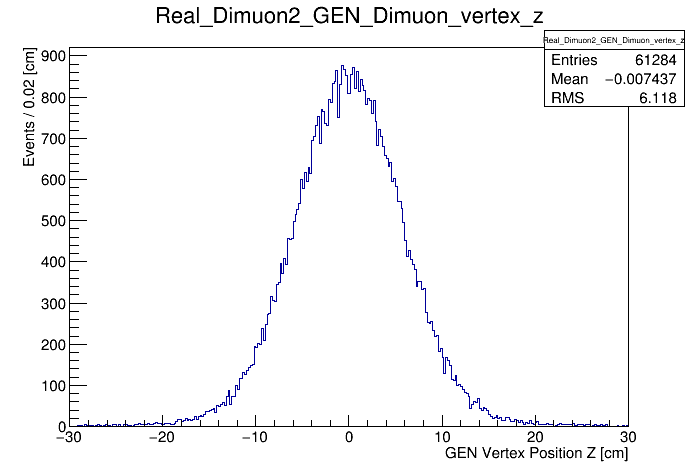 Real_Dimuon2_GEN_Dimuon_vertex_z
Real_Dimuon2_GEN_Dimuon_vertex_z
Entries 61284
Mean −0.007437
RMS 6.118
Events / 0.02 [cm]
900
800
700
600
500
400
300
200
100
0
−30 −20 −10 0 10 20 30
GEN Vertex Position Z [cm]